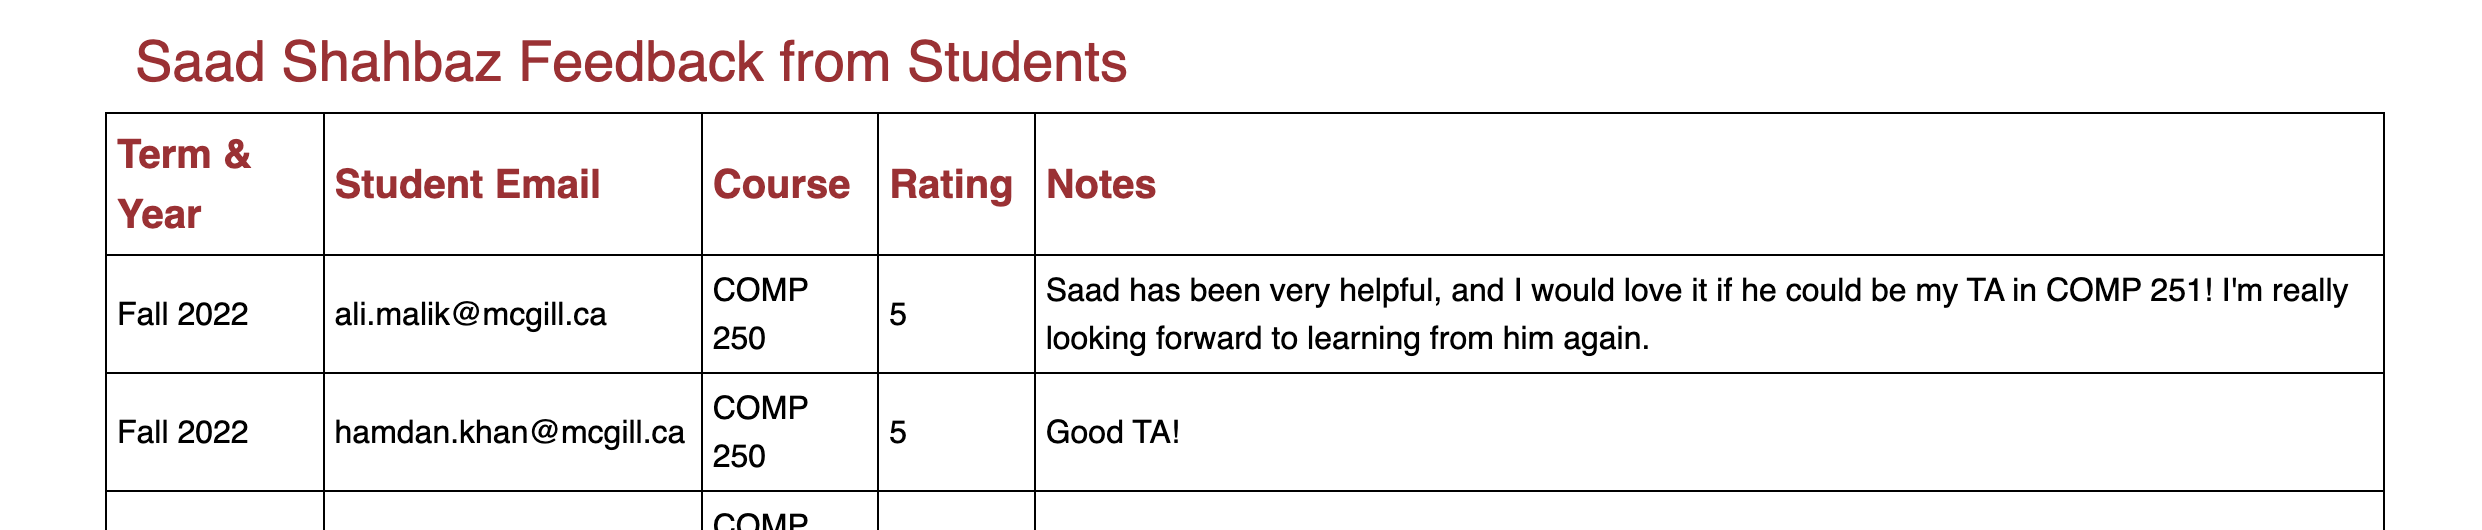 Saad Shahbaz Feedback from Students
Term &
Year
Student Email
Course
Rating
Notes
Fall 2022
ali.malik@mcgill.ca
COMP
250
5
Saad has been very helpful, and I would love it if he could be my TA in COMP 251! I'm really
looking forward to learning from him again.
Fall 2022
hamdan.khan@mcgill.ca
COMP
250
5
Good TA!
COMP